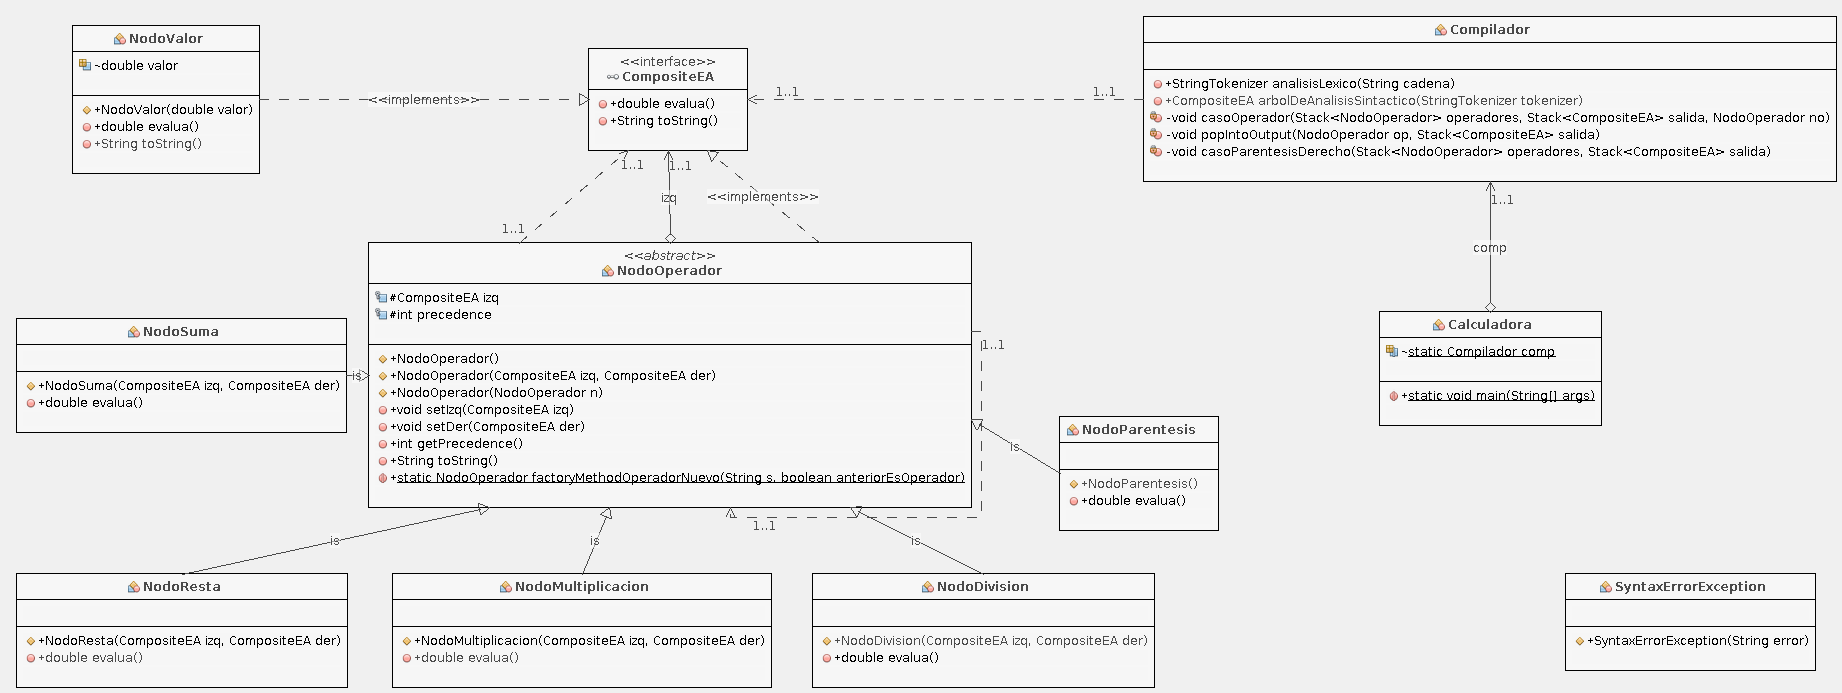 NodoValor
~double valor
+NodoValor(double valor)
+double evalua()
+String toString()
<<implements>>
<<interface>>
CompositeEA
+double evalua()
+String toString()
1..1
1..1
Compilador
+StringTokenizer analisisLexico(String cadena)
+CompositeEA arbolDeAnalisisSintactico(StringTokenizer tokenizer)
-void casoOperador(Stack<NodoOperador> operadores, Stack<CompositeEA> salida, NodoOperador no)
-void popIntoOutput(NodoOperador op, Stack<CompositeEA> salida)
-void casoParentesisDerecho(Stack<NodoOperador> operadores, Stack<CompositeEA> salida)
1..1
1..1
izq
<<implements>>
1..1
1..1
comp
<<abstract>>
NodoOperador
#CompositeEA izq
#int precedence
+NodoOperador()
+NodoOperador(CompositeEA izq, CompositeEA der)
+NodoOperador(NodoOperador n)
+void setIzq(CompositeEA izq)
+void setDer(CompositeEA der)
+int getPrecedence()
+String toString()
+static NodoOperador factoryMethodOperadorNuevo(String s, boolean anteriorEsOperador)
1..1
1..1
NodoSuma
+NodoSuma(CompositeEA izq, CompositeEA der)
+double evalua()
is
Calculadora
~static Compilador comp
+static void main(String[] args)
is
NodoParentesis
+NodoParentesis()
+double evalua()
is
is
is
NodoResta
+NodoResta(CompositeEA izq, CompositeEA der)
+double evalua()
NodoMultiplicacion
+NodoMultiplicacion(CompositeEA izq, CompositeEA der)
+double evalua()
NodoDivision
+NodoDivision(CompositeEA izq, CompositeEA der)
+double evalua()
SyntaxErrorException
+SyntaxErrorException(String error)